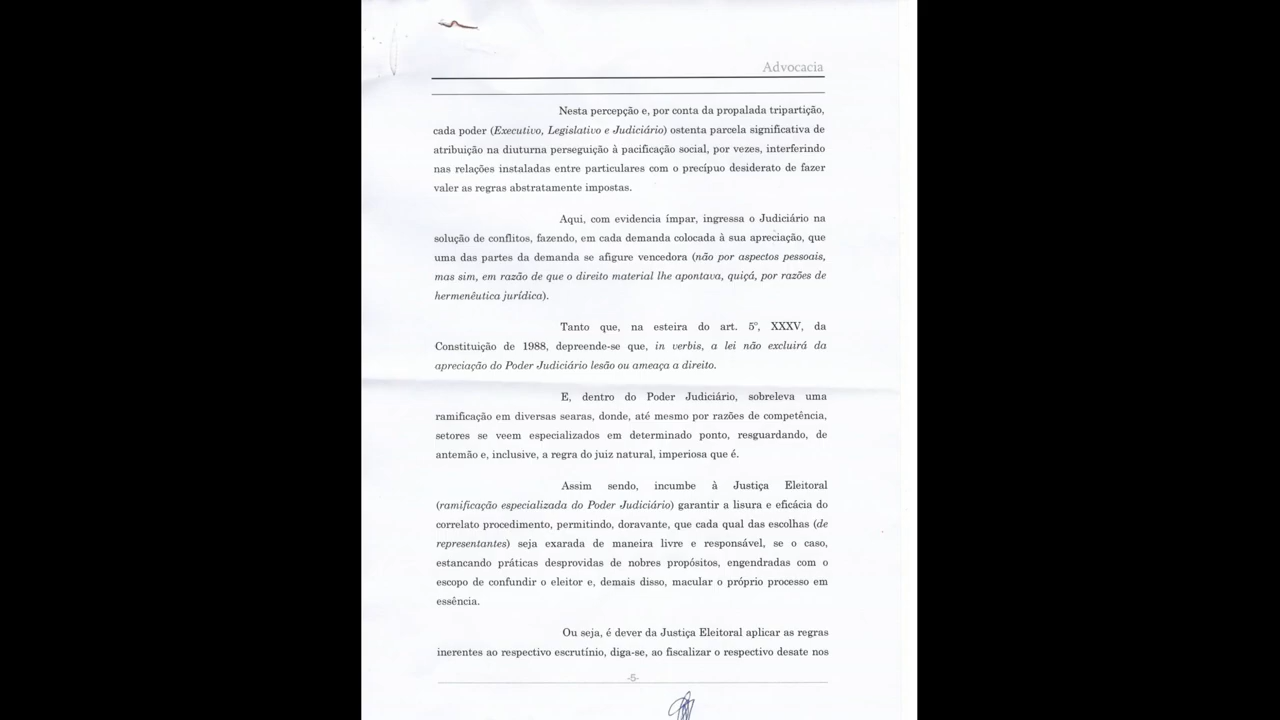 Advocacia
Nesta percepção e, por conta da propalada tripartição,
cada poder (Executivo, Legislativo e Judiciário) ostenta parcela significativa de
atribuição na diuturna perseguição à pacificação social, por vezes, interferindo
nas relações instaladas entre particulares com o precípuo desiderato de fazer
valer as regras abstratamente impostas.
Aqui, com evidencia ímpar, ingressa o Judiciário na
solução de conflitos, fazendo, em cada demanda colocada à sua apreciação, que
uma das partes da demanda se afigure vencedora (não por aspectos pessoais,
mas sim, em razão de que o direito material lhe apontava, quiçá, por razões de
hermenêutica jurídica).
Tanto que, na esteira do art. 5º, XXXV, da
Constituição de 1988, depreende-se que, in verbis, a lei não excluirá da
apreciação do Poder Judiciário lesão ou ameaça a direito.
E, dentro do Poder Judiciário, sobreleva uma
ramificação em diversas searas, donde, até mesmo por razões de competência,
setores se veem especializados em determinado ponto, resguardando, de
antemão e, inclusive, a regra do juiz natural, imperiosa que é.
Assim sendo, incumbe à Justiça Eleitoral
(ramificação especializada do Poder Judiciário) garantir a lisura e eficácia do
correlato procedimento, permitindo, doravante, que cada qual das escolhas (de
representantes) seja exarada de maneira livre e responsável, se o caso,
estancando práticas desprovidas de nobres propósitos, engendradas com o
escopo de confundir o eleitor e, demais disso, macular o próprio processo em
essência.
Ou seja, é dever da Justiça Eleitoral aplicar as regras
inerentes ao respectivo escrutínio, diga-se, ao fiscalizar o respectivo desate nos
-5-